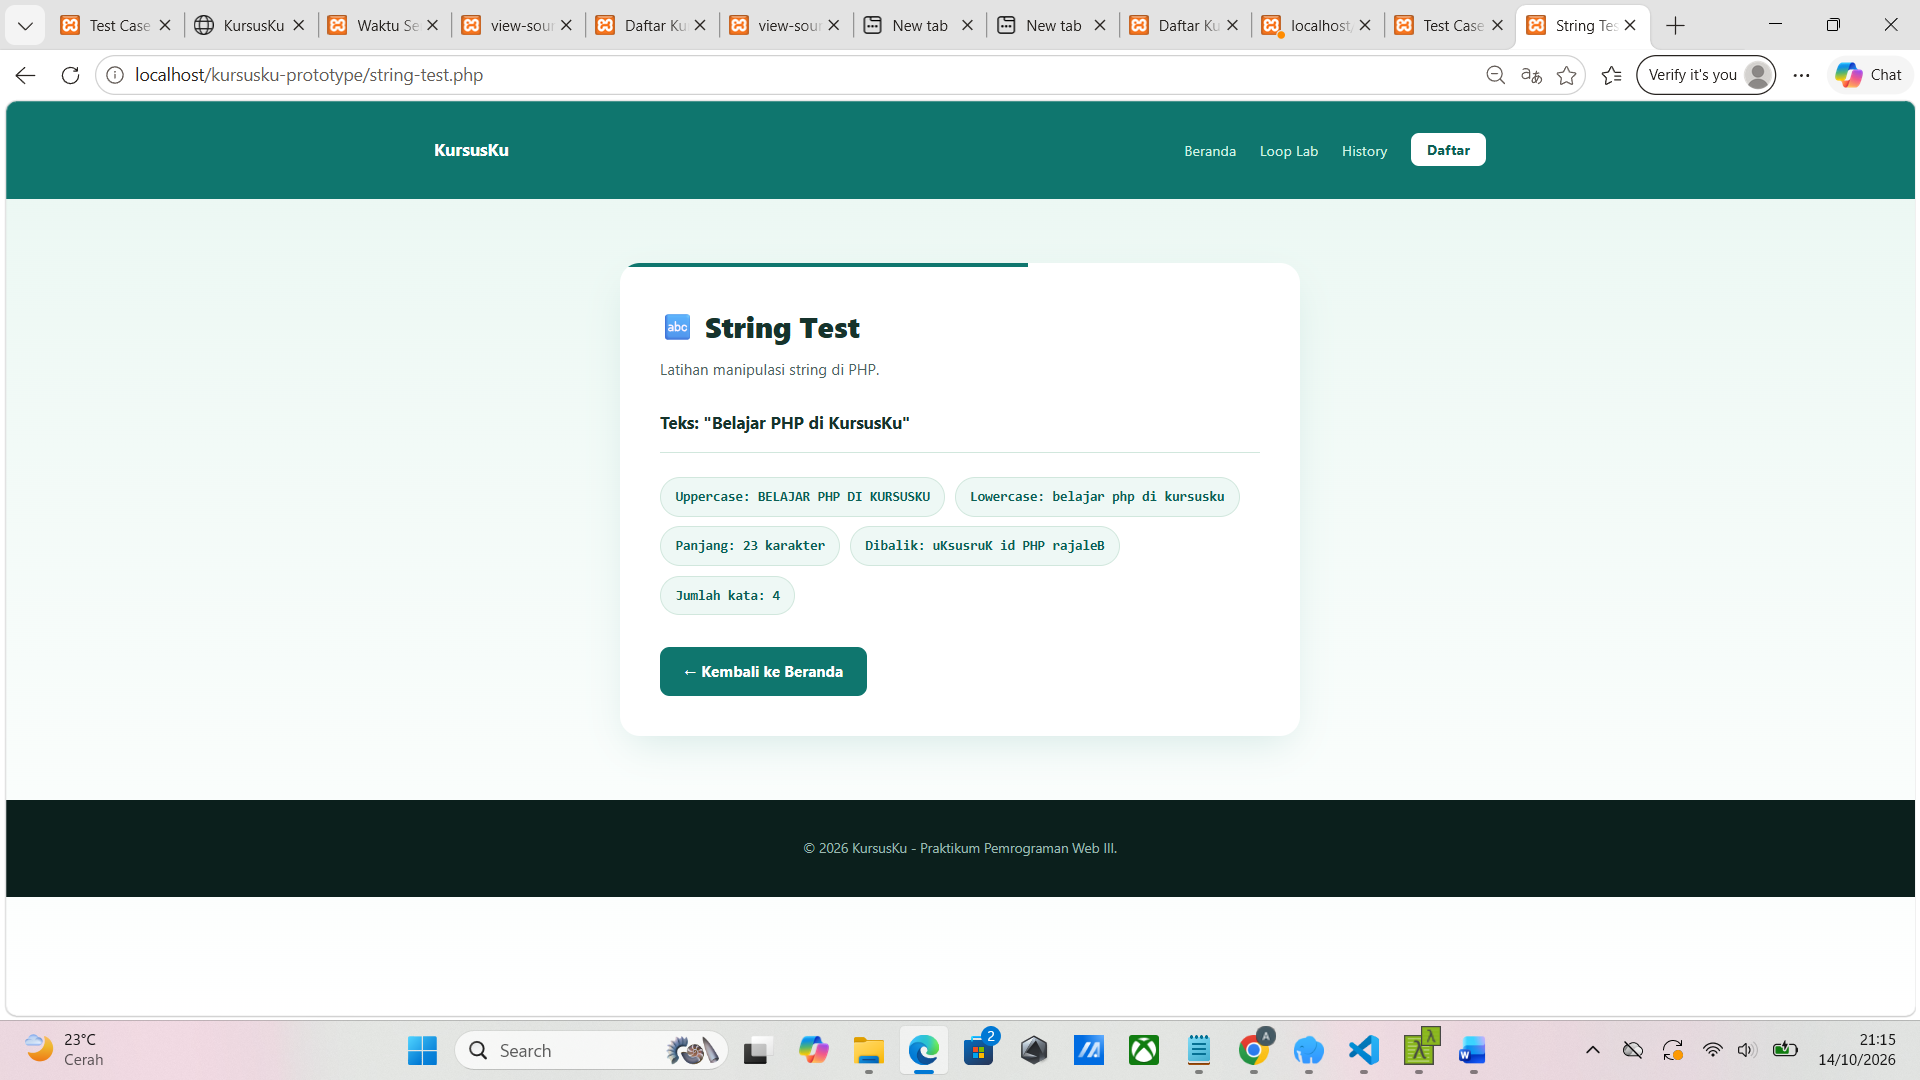 Test Case
KursusKu
Waktu Se
view-sour
Daftar Ku
view-sour
New tab
New tab
Daftar Ku
localhost/
Test Case
String Tes
localhost/kursusku-prototype/string-test.php
Verify it's you
Chat
KursusKu
Beranda
Loop Lab
History
Daftar
abc String Test
Latihan manipulasi string di PHP.
Teks: "Belajar PHP di KursusKu"
Uppercase: BELAJAR PHP DI KURSUSKU
Lowercase: belajar php di kursusku
Panjang: 23 karakter
Dibalik: uKsusruK id PHP rajaleB
Jumlah kata: 4
← Kembali ke Beranda
© 2026 KursusKu - Praktikum Pemrograman Web III.
23°C
Cerah
Search
2
A
21:15
14/10/2026